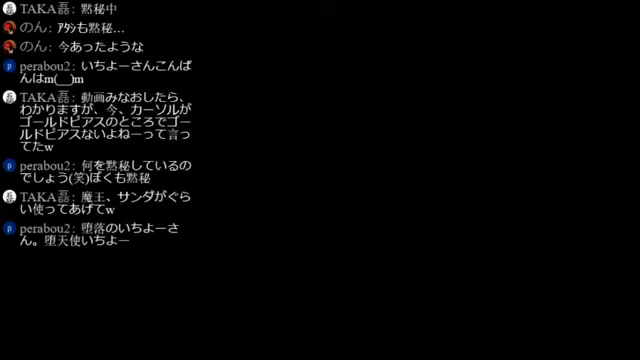 TAKA磊: 黙秘中
のん: ｱﾀｼも黙秘…
のん: 今あったような
perabou2: いちよーさんこんば
んはm(__)m
TAKA磊: 動画みなおしたら、
わかりますが、今、カーソルが
ゴールドピアスのところでゴー
ルドピアスないよねーって言っ
てたw
perabou2: 何を黙秘しているの
でしょう(笑)ぼくも黙秘
TAKA磊: 魔王、サンダガぐら
い使ってあげてw
perabou2: 堕落のいちよーさ
ん。堕天使いちよー